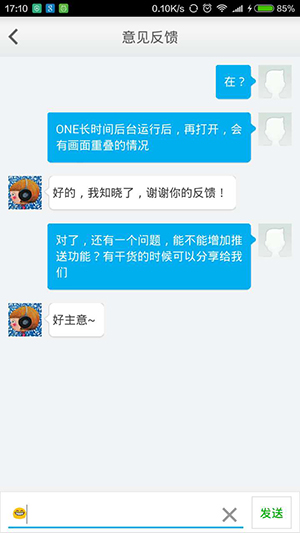 17:10
0.10K/s
85%
意见反馈
在？
ONE长时间后台运行后，再打开，会
有画面重叠的情况
好的，我知晓了，谢谢你的反馈！
对了，还有一个问题，能不能增加推
送功能？有干货的时候可以分享给我
们
好主意~
发送